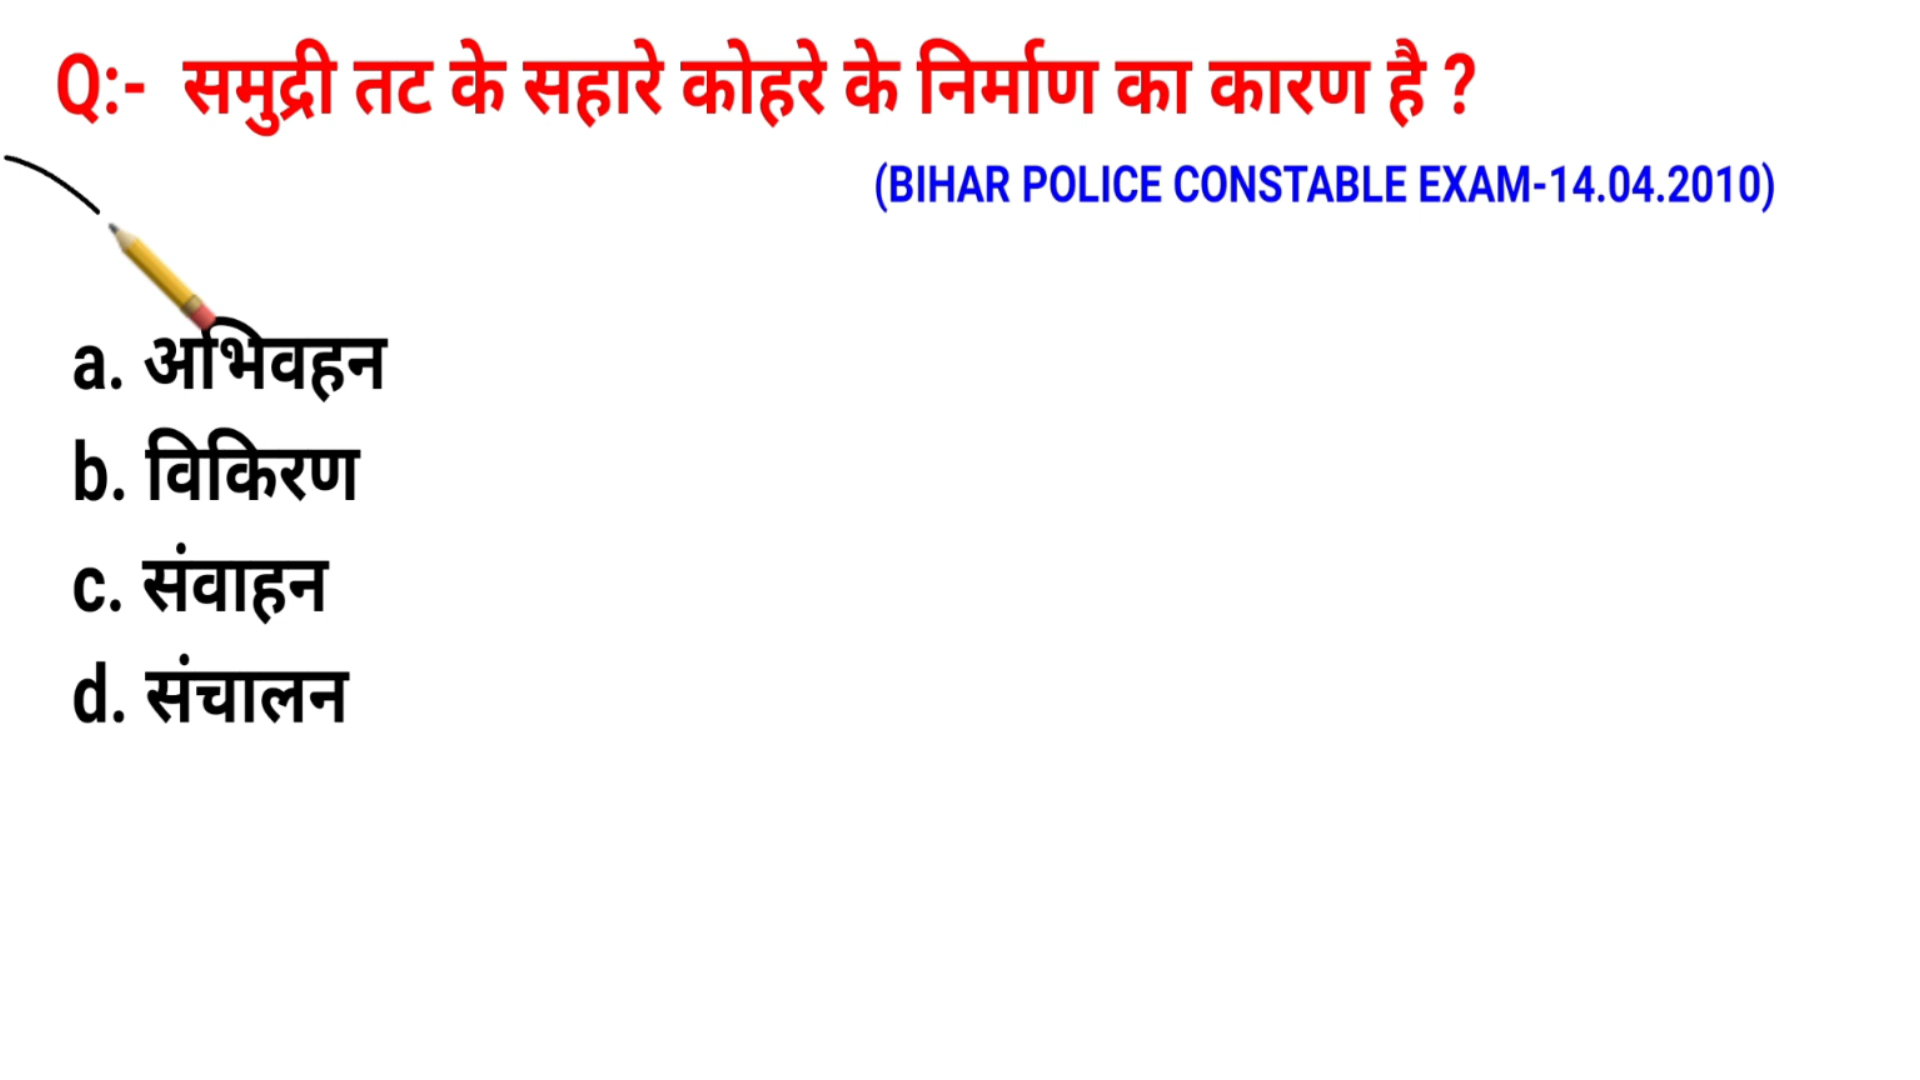 Q:- समुद्री तट के सहारे कोहरे के निर्माण का कारण है ?
(BIHAR POLICE CONSTABLE EXAM-14.04.2010)
a. अभिवहन
b. विकिरण
c. संवाहन
d. संचालन